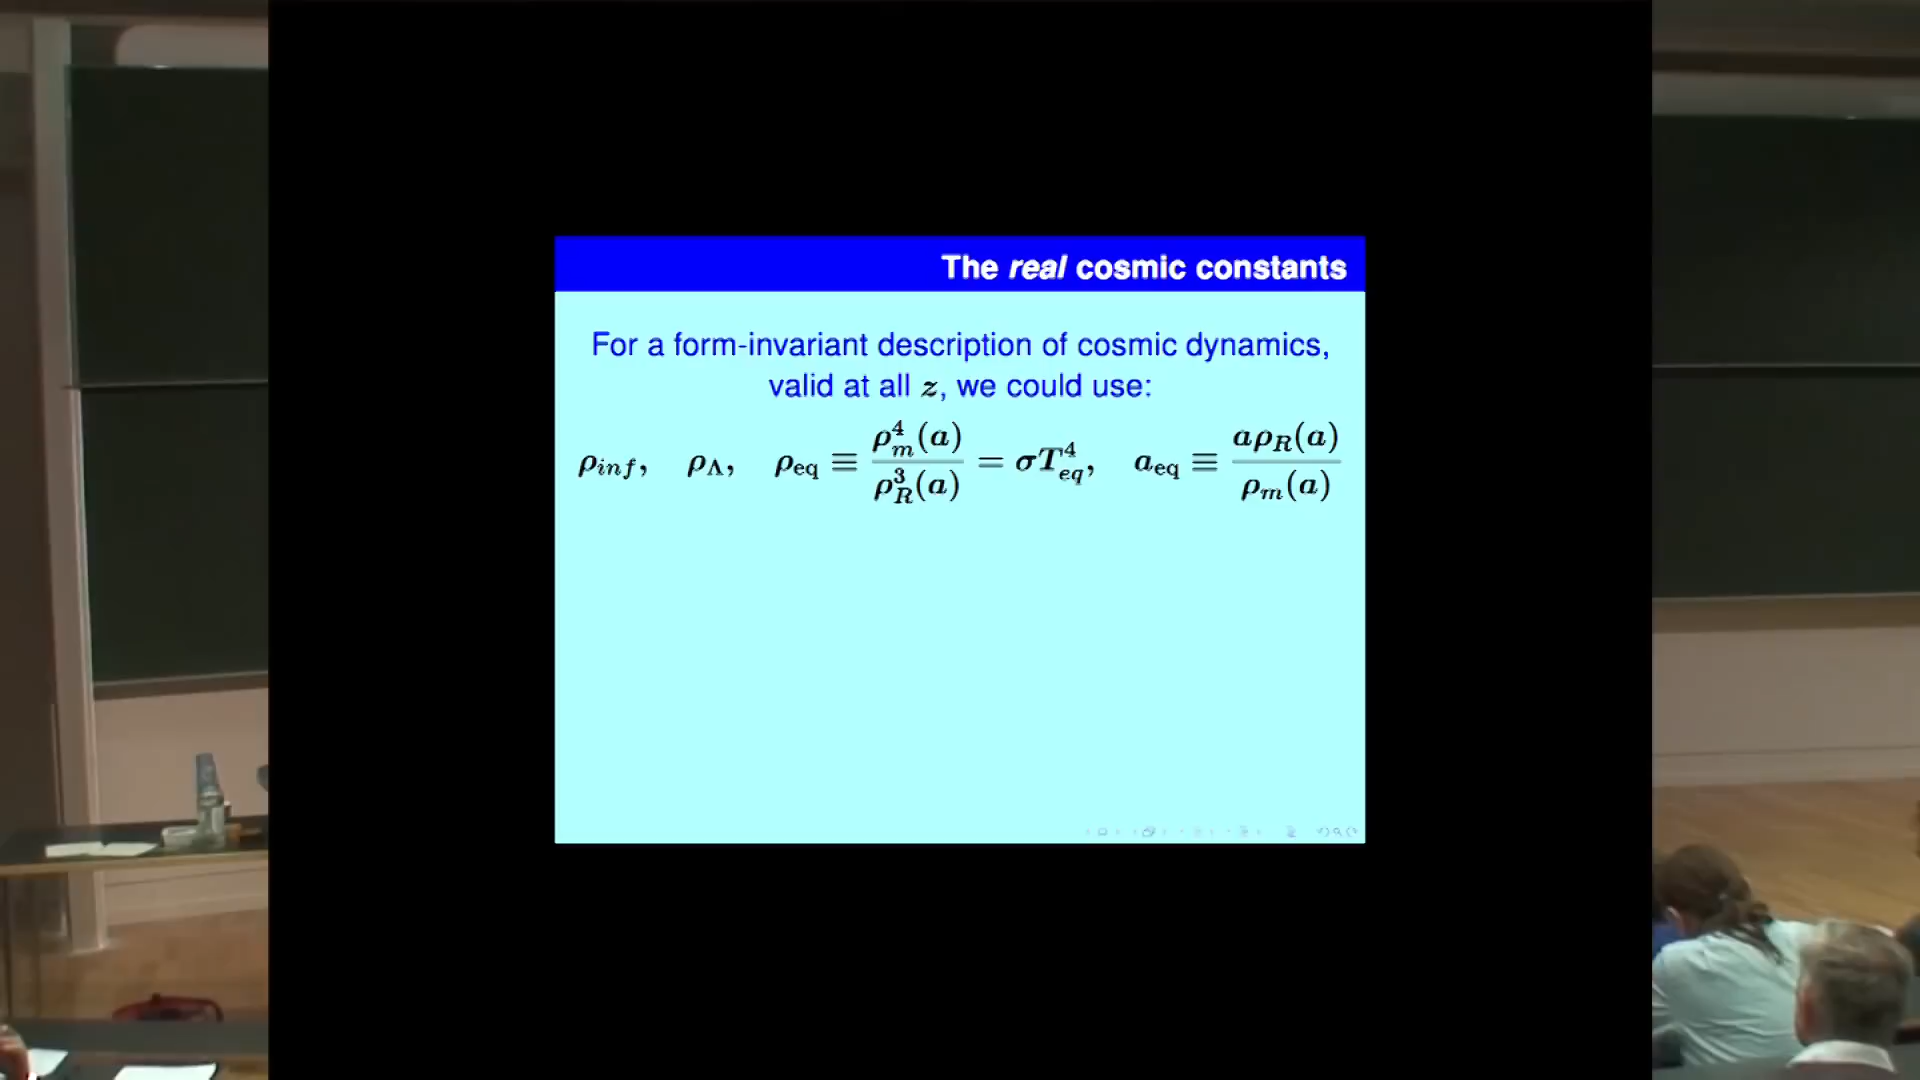 The real cosmic constants
For a form-invariant description of cosmic dynamics,
valid at all z, we could use:
ρ_inf, ρ_Λ, ρ_eq ≡ ρ_m^4(a) / ρ_R^3(a) = σT_eq^4, a_eq ≡ aρ_R(a) / ρ_m(a)